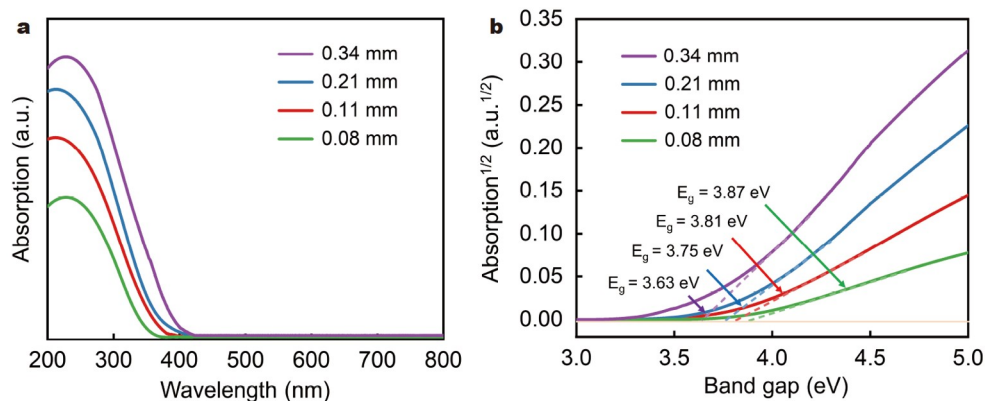 a
0.34 mm
0.21 mm
0.11 mm
0.08 mm
Absorption (a.u.)
200 300 400 500 600 700 800
Wavelength (nm)
b
0.35
0.30
0.25
0.20
0.15
0.10
0.05
0.00
0.34 mm
0.21 mm
0.11 mm
0.08 mm
Eg = 3.87 eV
Eg = 3.81 eV
Eg = 3.75 eV
Eg = 3.63 eV
Absorption1/2 (a.u.1/2)
3.0 3.5 4.0 4.5 5.0
Band gap (eV)